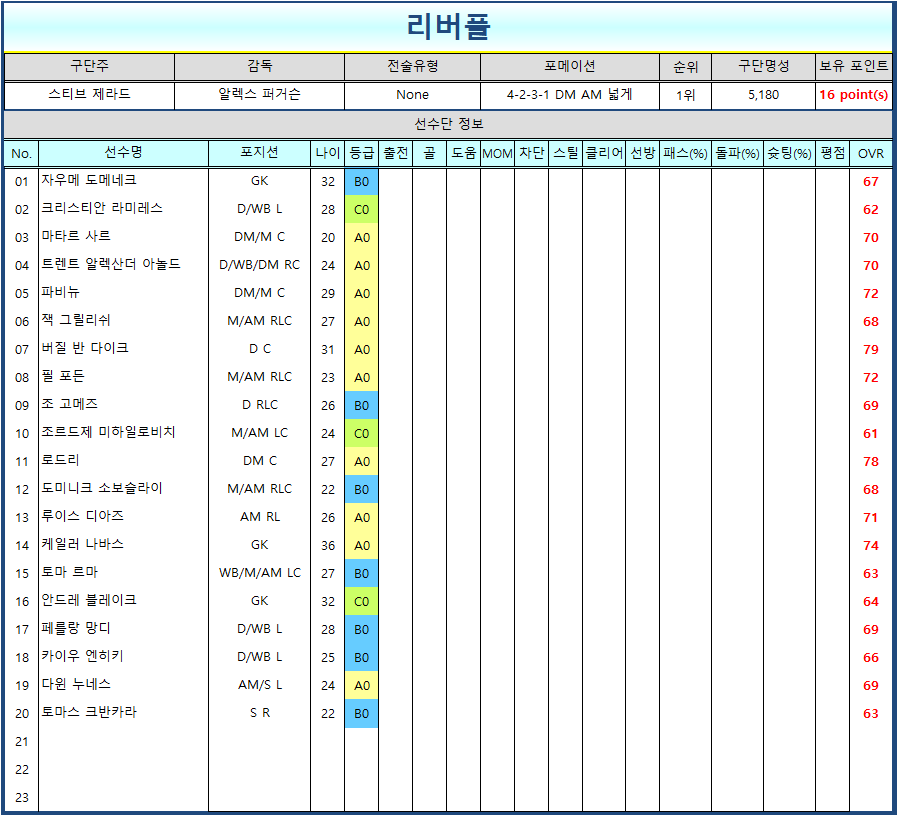 리버플
구단주 감독 전술유형 포메이션 순위 구단명성 보유 포인트
스티브 제라드 알렉스 퍼거슨 None 4-2-3-1 DM AM 넓게 1위 5,180 16 point(s)
선수단 정보
No. 선수명 포지션 나이 등급 출전 골 도움 MOM 차단 스틸 클리어 선방 패스(%) 돌파(%) 슛팅(%) 평점 OVR
01 자우메 도메네크 GK 32 B0 67
02 크리스티안 라미레스 D/WB L 28 C0 62
03 마타르 사르 DM/M C 20 A0 70
04 트렌트 알렉산더 아놀드 D/WB/DM RC 24 A0 70
05 파비뉴 DM/M C 29 A0 72
06 잭 그릴리쉬 M/AM RLC 27 A0 68
07 버질 반 다이크 D C 31 A0 79
08 필 포든 M/AM RLC 23 A0 72
09 조 고메즈 D RLC 26 B0 69
10 조르드제 미하일로비치 M/AM LC 24 C0 61
11 로드리 DM C 27 A0 78
12 도미니크 소보슬라이 M/AM RLC 22 B0 68
13 루이스 디아즈 AM RL 26 A0 71
14 케일러 나바스 GK 36 A0 74
15 토마 르마 WB/M/AM LC 27 B0 63
16 안드레 블레이크 GK 32 C0 64
17 페를랑 망디 D/WB L 28 B0 69
18 카이우 엔히키 D/WB L 25 B0 66
19 다윈 누네스 AM/S L 24 A0 69
20 토마스 크반카라 S R 22 B0 63
21
22
23